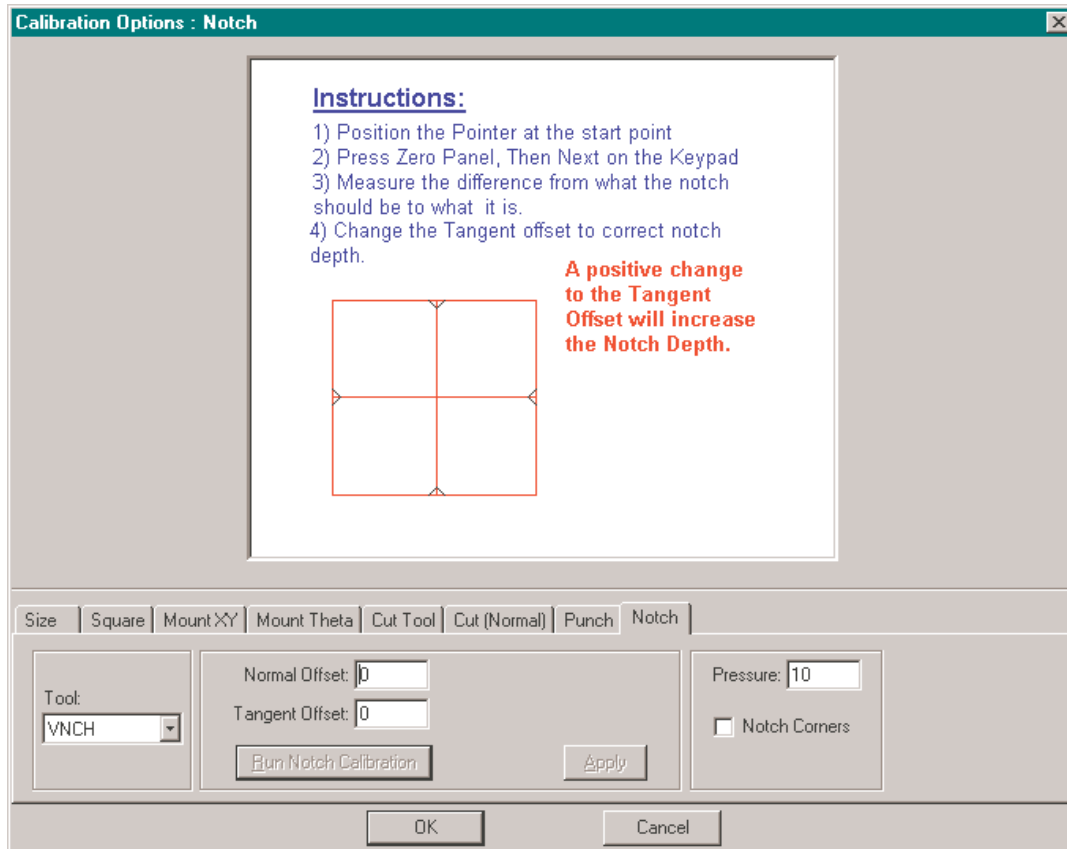 Calibration Options : Notch
Instructions:
1) Position the Pointer at the start point
2) Press Zero Panel, Then Next on the Keypad
3) Measure the difference from what the notch
should be to what it is.
4) Change the Tangent offset to correct notch
depth.
A positive change
to the Tangent
Offset will increase
the Notch Depth.
Size Square Mount XY Mount Theta Cut Tool Cut (Normal) Punch Notch
Tool:
VNCH
Normal Offset: 0
Tangent Offset: 0
Run Notch Calibration
Apply
Pressure: 10
Notch Corners
OK
Cancel